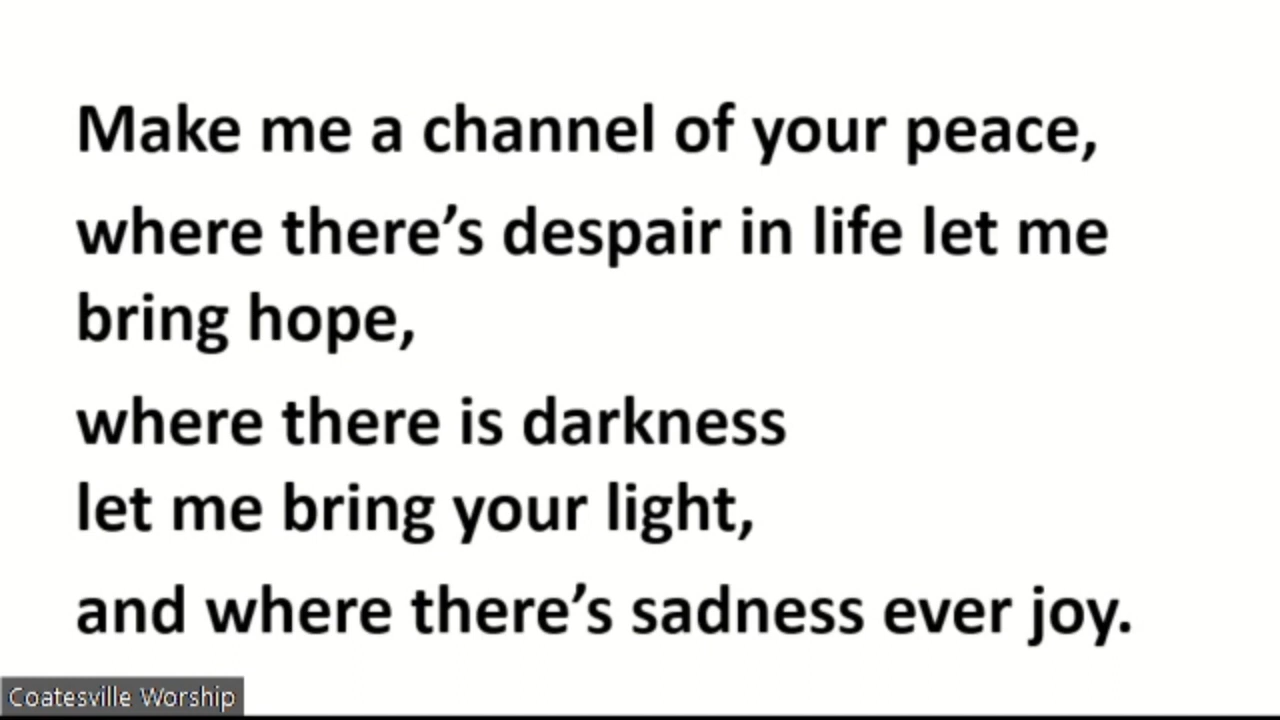 Make me a channel of your peace,
where there’s despair in life let me
bring hope,
where there is darkness
let me bring your light,
and where there’s sadness ever joy.
Coatesville Worship